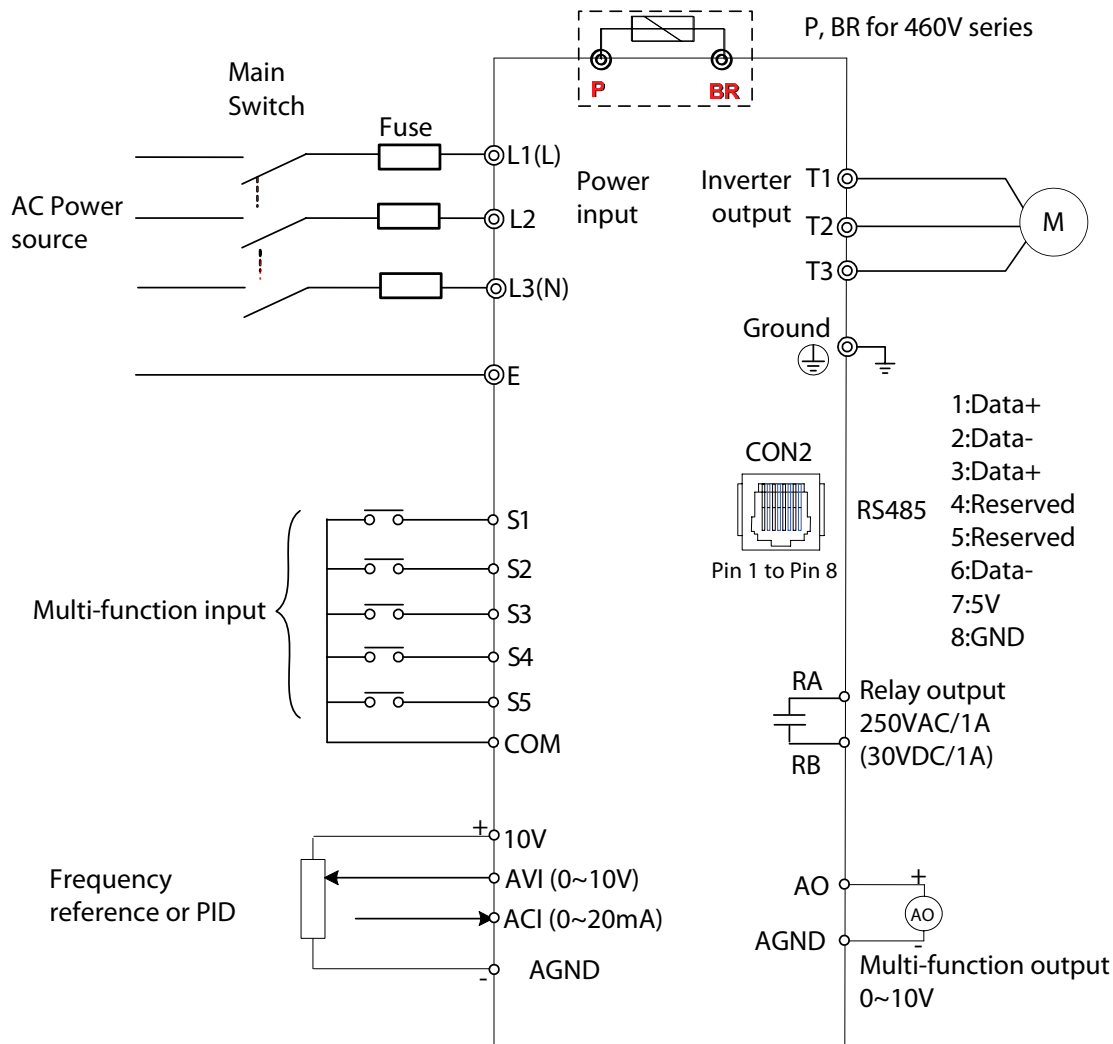 P, BR for 460V series
P
BR
Main
Switch
Fuse
L1(L)
AC Power
source
L2
L3(N)
E
Power
input
Inverter
output
T1
T2
T3
M
Ground
CON2
Pin 1 to Pin 8
RS485
1:Data+
2:Data-
3:Data+
4:Reserved
5:Reserved
6:Data-
7:5V
8:GND
Multi-function input
S1
S2
S3
S4
S5
COM
RA
RB
Relay output
250VAC/1A
(30VDC/1A)
Frequency
reference or PID
+
10V
AVI (0~10V)
ACI (0~20mA)
-
AGND
AO
+
AO
AGND
-
Multi-function output
0~10V